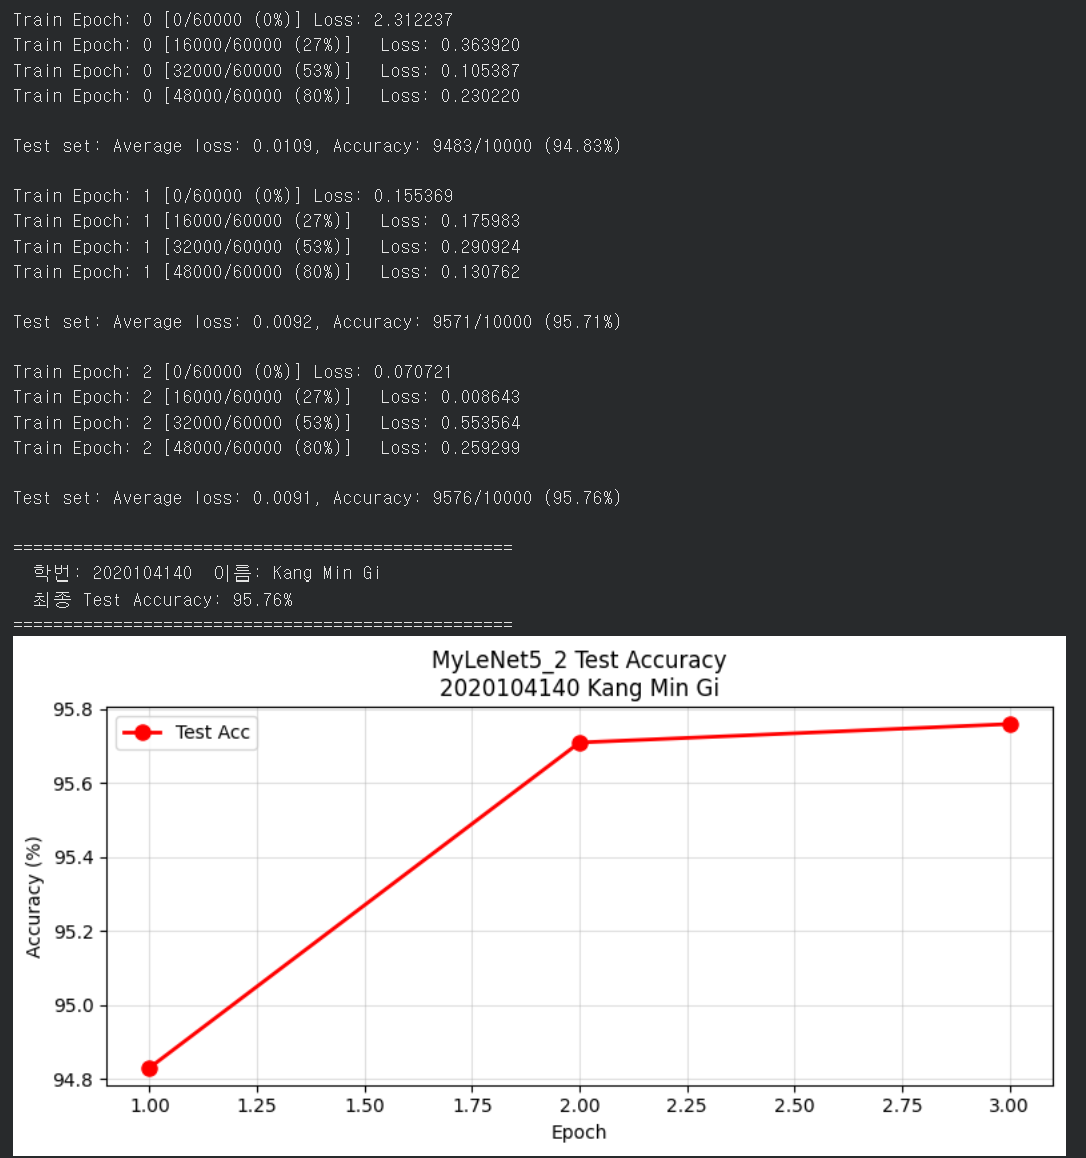 Train Epoch: 0 [0/60000 (0%)] Loss: 2.312237
Train Epoch: 0 [16000/60000 (27%)] Loss: 0.363920
Train Epoch: 0 [32000/60000 (53%)] Loss: 0.105387
Train Epoch: 0 [48000/60000 (80%)] Loss: 0.230220
Test set: Average loss: 0.0109, Accuracy: 9483/10000 (94.83%)
Train Epoch: 1 [0/60000 (0%)] Loss: 0.155369
Train Epoch: 1 [16000/60000 (27%)] Loss: 0.175983
Train Epoch: 1 [32000/60000 (53%)] Loss: 0.290924
Train Epoch: 1 [48000/60000 (80%)] Loss: 0.130762
Test set: Average loss: 0.0092, Accuracy: 9571/10000 (95.71%)
Train Epoch: 2 [0/60000 (0%)] Loss: 0.070721
Train Epoch: 2 [16000/60000 (27%)] Loss: 0.008643
Train Epoch: 2 [32000/60000 (53%)] Loss: 0.553564
Train Epoch: 2 [48000/60000 (80%)] Loss: 0.259299
Test set: Average loss: 0.0091, Accuracy: 9576/10000 (95.76%)
==================================================
학번: 2020104140 이름: Kang Min Gi
최종 Test Accuracy: 95.76%
==================================================
MyLeNet5_2 Test Accuracy
2020104140 Kang Min Gi
Test Acc
Accuracy (%)
95.8
95.6
95.4
95.2
95.0
94.8
1.00 1.25 1.50 1.75 2.00 2.25 2.50 2.75 3.00
Epoch